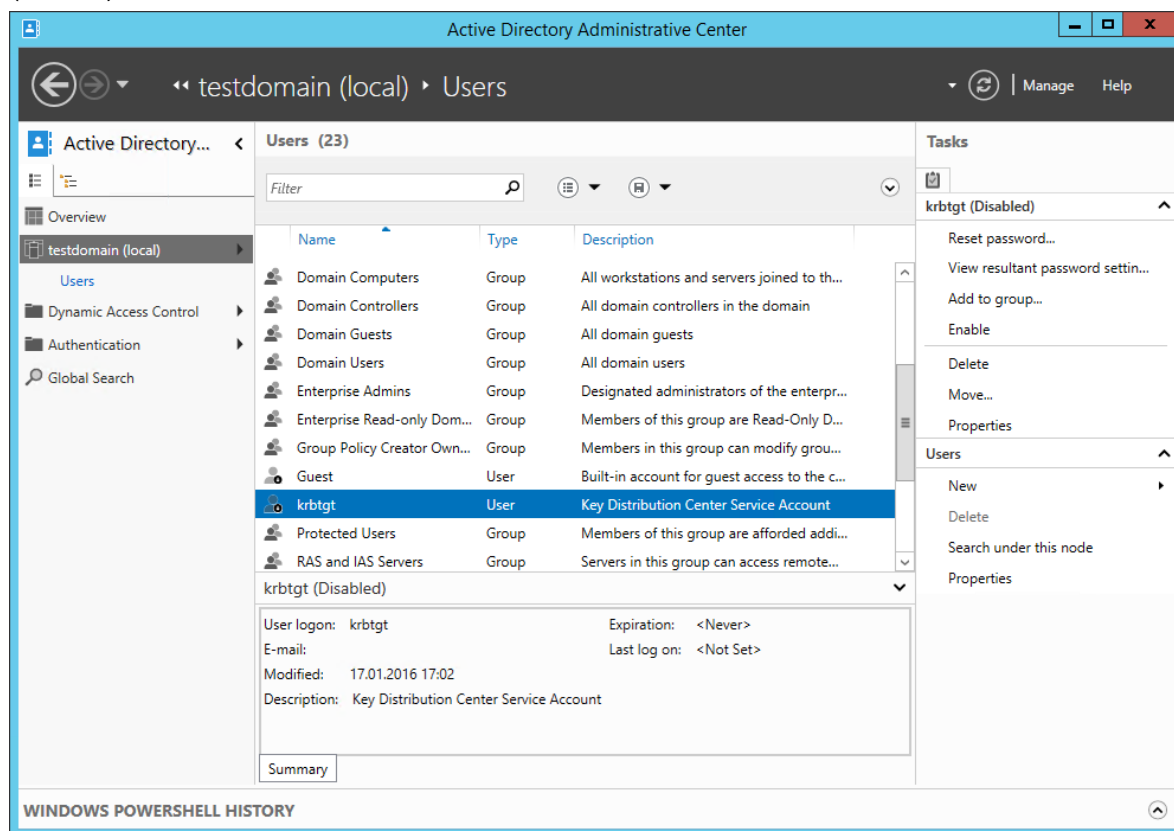 Active Directory Administrative Center
testdomain (local) Users
Manage Help
Active Directory...
Overview
testdomain (local)
Users
Dynamic Access Control
Authentication
Global Search
Users (23)
Filter
Name Type Description
Domain Computers Group All workstations and servers joined to th...
Domain Controllers Group All domain controllers in the domain
Domain Guests Group All domain guests
Domain Users Group All domain users
Enterprise Admins Group Designated administrators of the enterpr...
Enterprise Read-only Dom... Group Members of this group are Read-Only D...
Group Policy Creator Own... Group Members in this group can modify grou...
Guest User Built-in account for guest access to the c...
krbtgt User Key Distribution Center Service Account
Protected Users Group Members of this group are afforded addi...
RAS and IAS Servers Group Servers in this group can access remote...
krbtgt (Disabled)
User logon: krbtgt Expiration: <Never>
E-mail: Last log on: <Not Set>
Modified: 17.01.2016 17:02
Description: Key Distribution Center Service Account
Summary
Tasks
krbtgt (Disabled)
Reset password...
View resultant password settin...
Add to group...
Enable
Delete
Move...
Properties
Users
New
Delete
Search under this node
Properties
WINDOWS POWERSHELL HISTORY